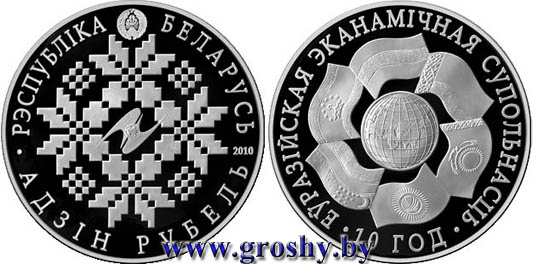 РЭСПУБЛІКА БЕЛАРУСЬ
2010
АДЗІН РУБЕЛЬ
ЕЎРАЗІЙСКАЯ ЭКАНАМІЧНАЯ СУПОЛЬНАСЦЬ
10 ГОД
www.groshy.by